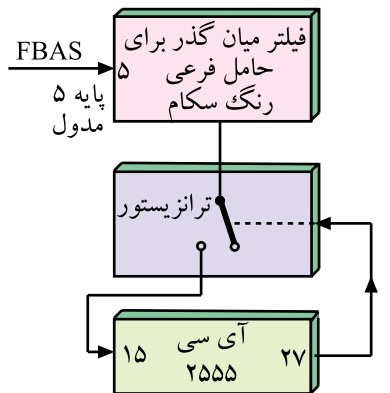 FBAS
فیلتر میان گذر برای
حامل فرعی
رنگ سکام
۵
پایه ۵
مدول
ترانزیستور
آی سی
۲۵۵۵
۱۵
۲۷